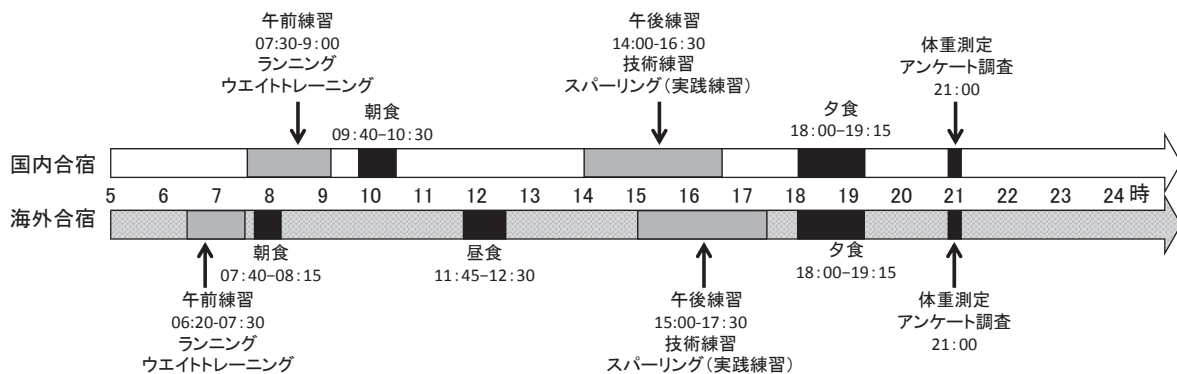 午前練習
07:30-9:00
ランニング
ウエイトトレーニング
午後練習
14:00-16:30
技術練習
スパーリング(実践練習)
体重測定
アンケート調査
21:00
朝食
09:40-10:30
夕食
18:00-19:15
国内合宿
5 6 7 8 9 10 11 12 13 14 15 16 17 18 19 20 21 22 23 24 時
海外合宿
朝食
07:40-08:15
昼食
11:45-12:30
夕食
18:00-19:15
午前練習
06:20-07:30
ランニング
ウエイトトレーニング
午後練習
15:00-17:30
技術練習
スパーリング(実践練習)
体重測定
アンケート調査
21:00